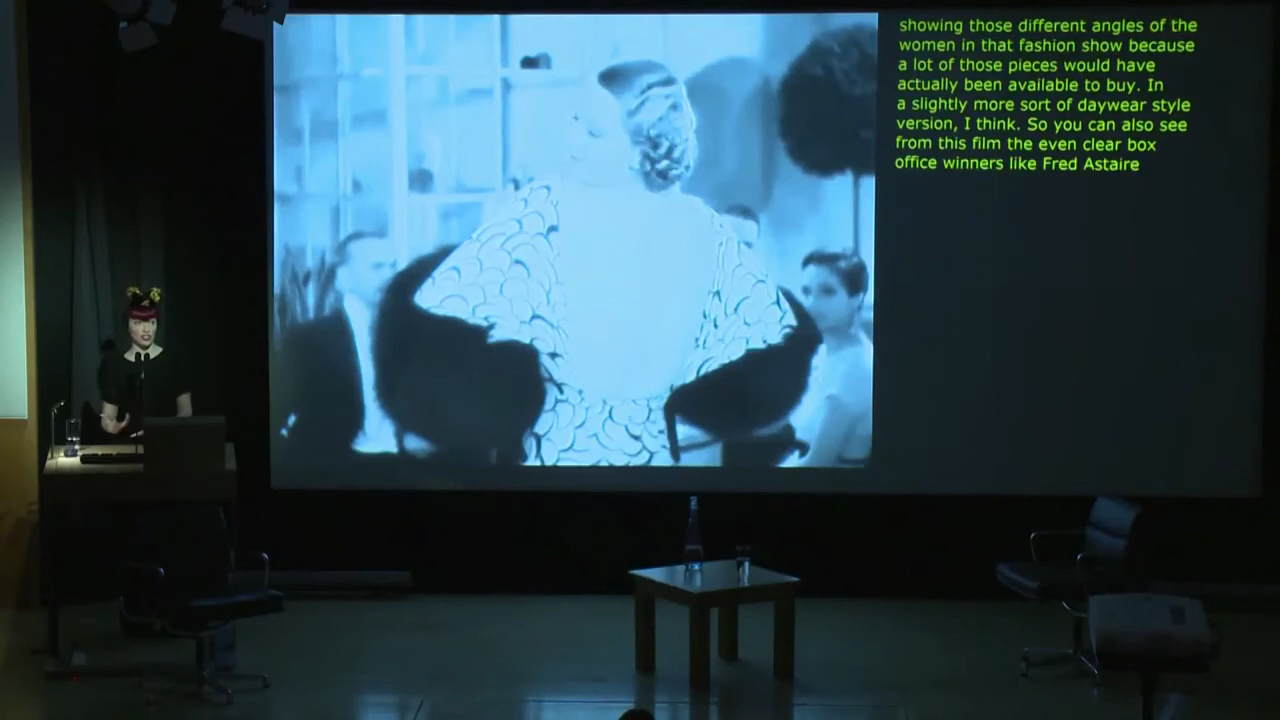 showing those different angles of the
women in that fashion show because
a lot of those pieces would have
actually been available to buy. In
a slightly more sort of daywear style
version, I think. So you can also see
from this film the even clear box
office winners like Fred Astaire